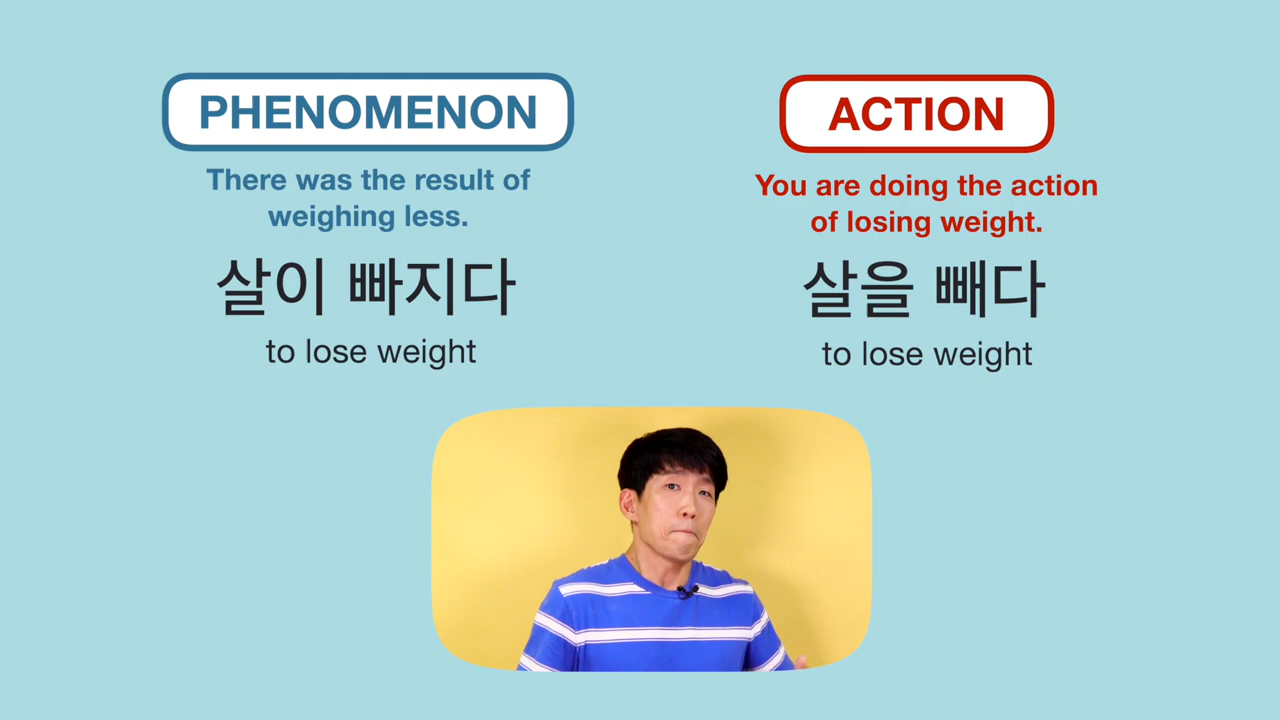 PHENOMENON
There was the result of
weighing less.
살이 빠지다
to lose weight
ACTION
You are doing the action
of losing weight.
살을 빼다
to lose weight